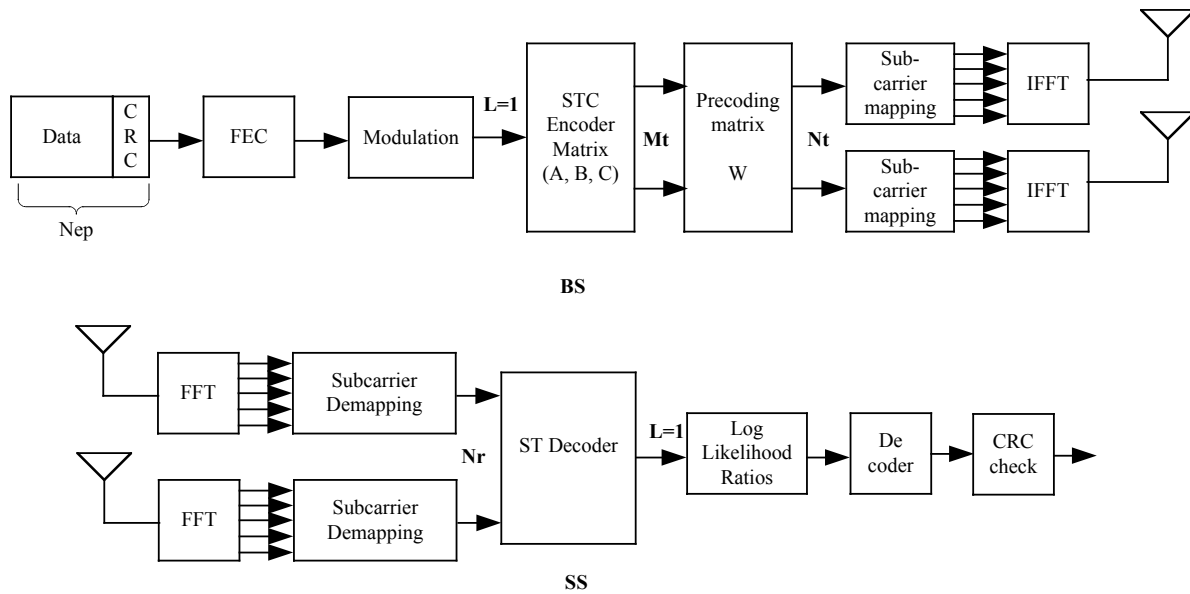 Data
C
R
C
Nep
FEC
Modulation
L=1
STC
Encoder
Matrix
(A, B, C)
Mt
Precoding
matrix
W
Nt
Sub-
carrier
mapping
IFFT
Sub-
carrier
mapping
IFFT
BS
FFT
Subcarrier
Demapping
FFT
Subcarrier
Demapping
Nr
ST Decoder
L=1
Log
Likelihood
Ratios
De
coder
CRC
check
SS